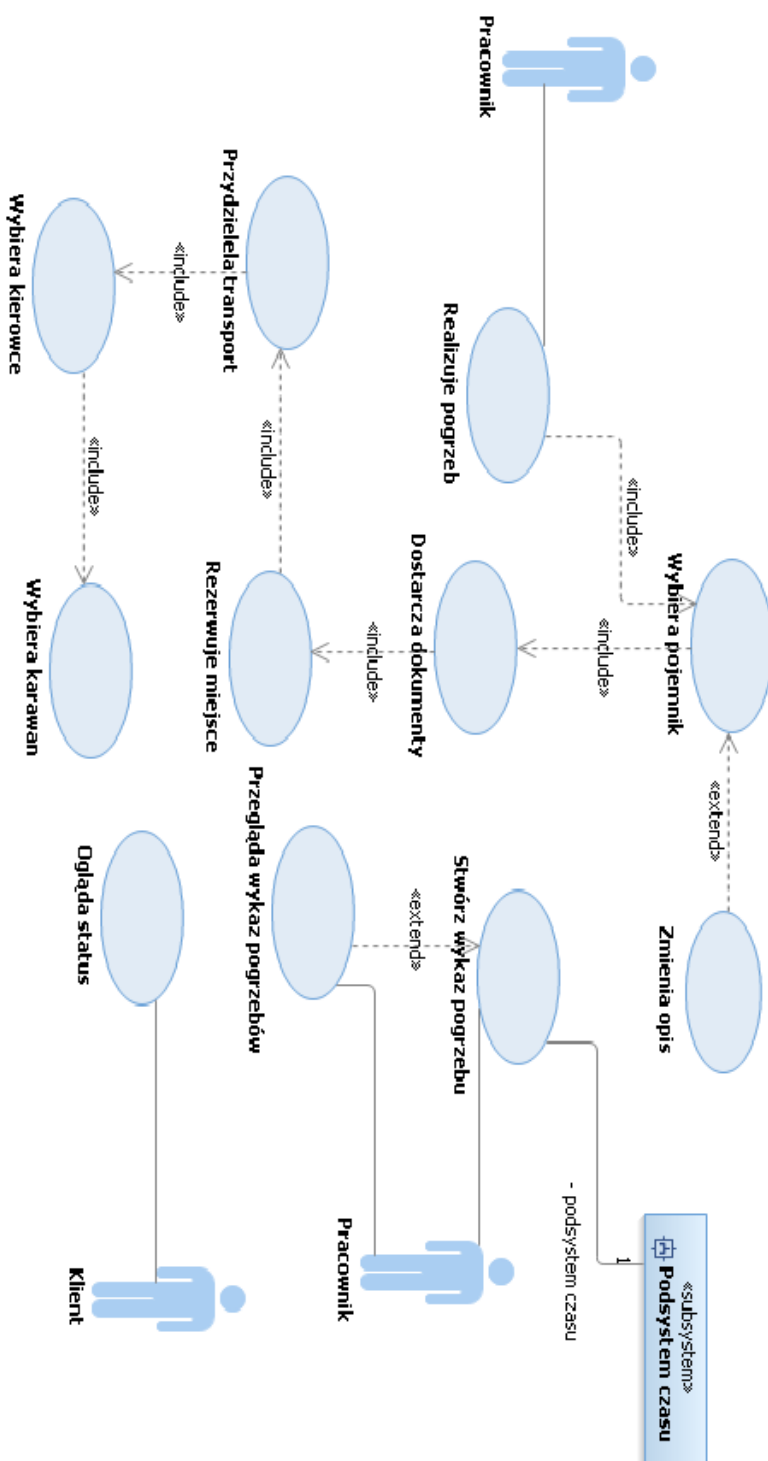 «subsystem»
Podsystem czasu
1
- podsystem czasu
Wybiera pojemnik
«extend»
Zmienia opis
Pracownik
Realizuje pogrzeb
«include»
«include»
Dostarcza dokumenty
Stwórz wykaz pogrzebu
«include»
«extend»
Pracownik
Przydzielela transport
«include»
Rezerwuje miejsce
Przegląda wykaz pogrzebów
«include»
Wybiera kierowce
«include»
Wybiera karawan
Ogląda status
Klient